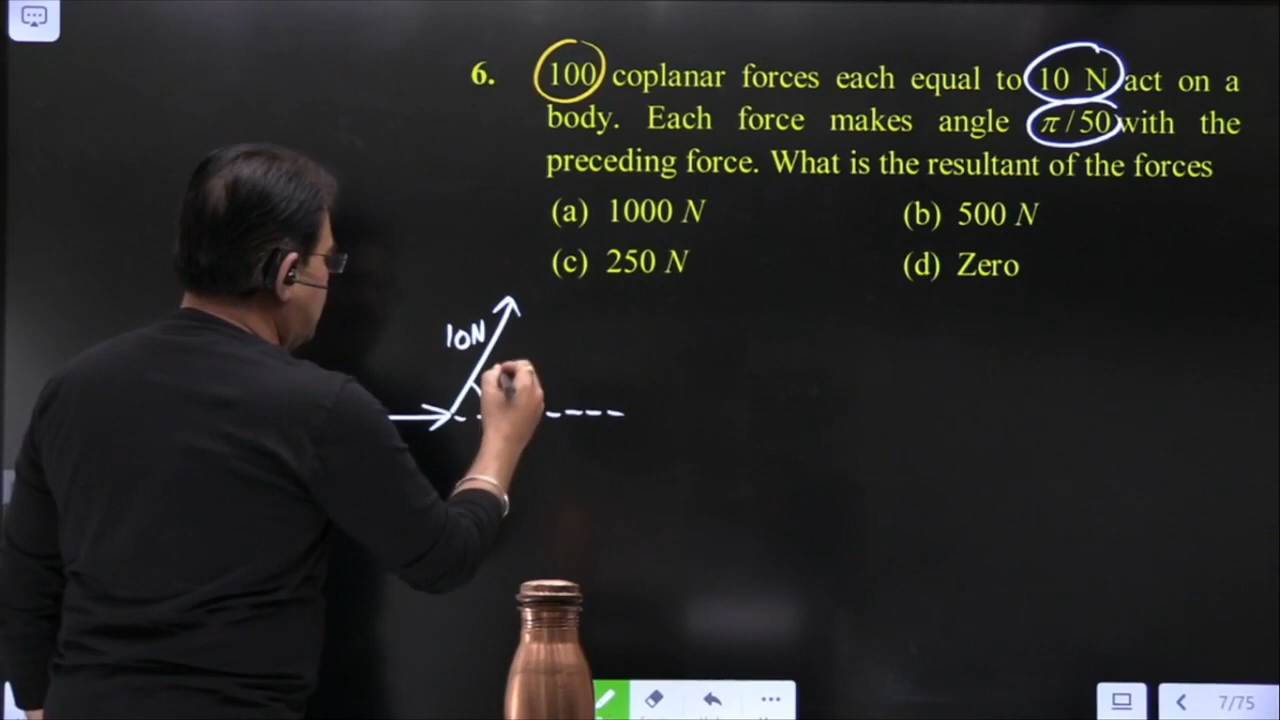 6. 100 coplanar forces each equal to 10 N act on a
body. Each force makes angle π/50 with the
preceding force. What is the resultant of the forces
(a) 1000 N (b) 500 N
(c) 250 N (d) Zero
10N
7/75